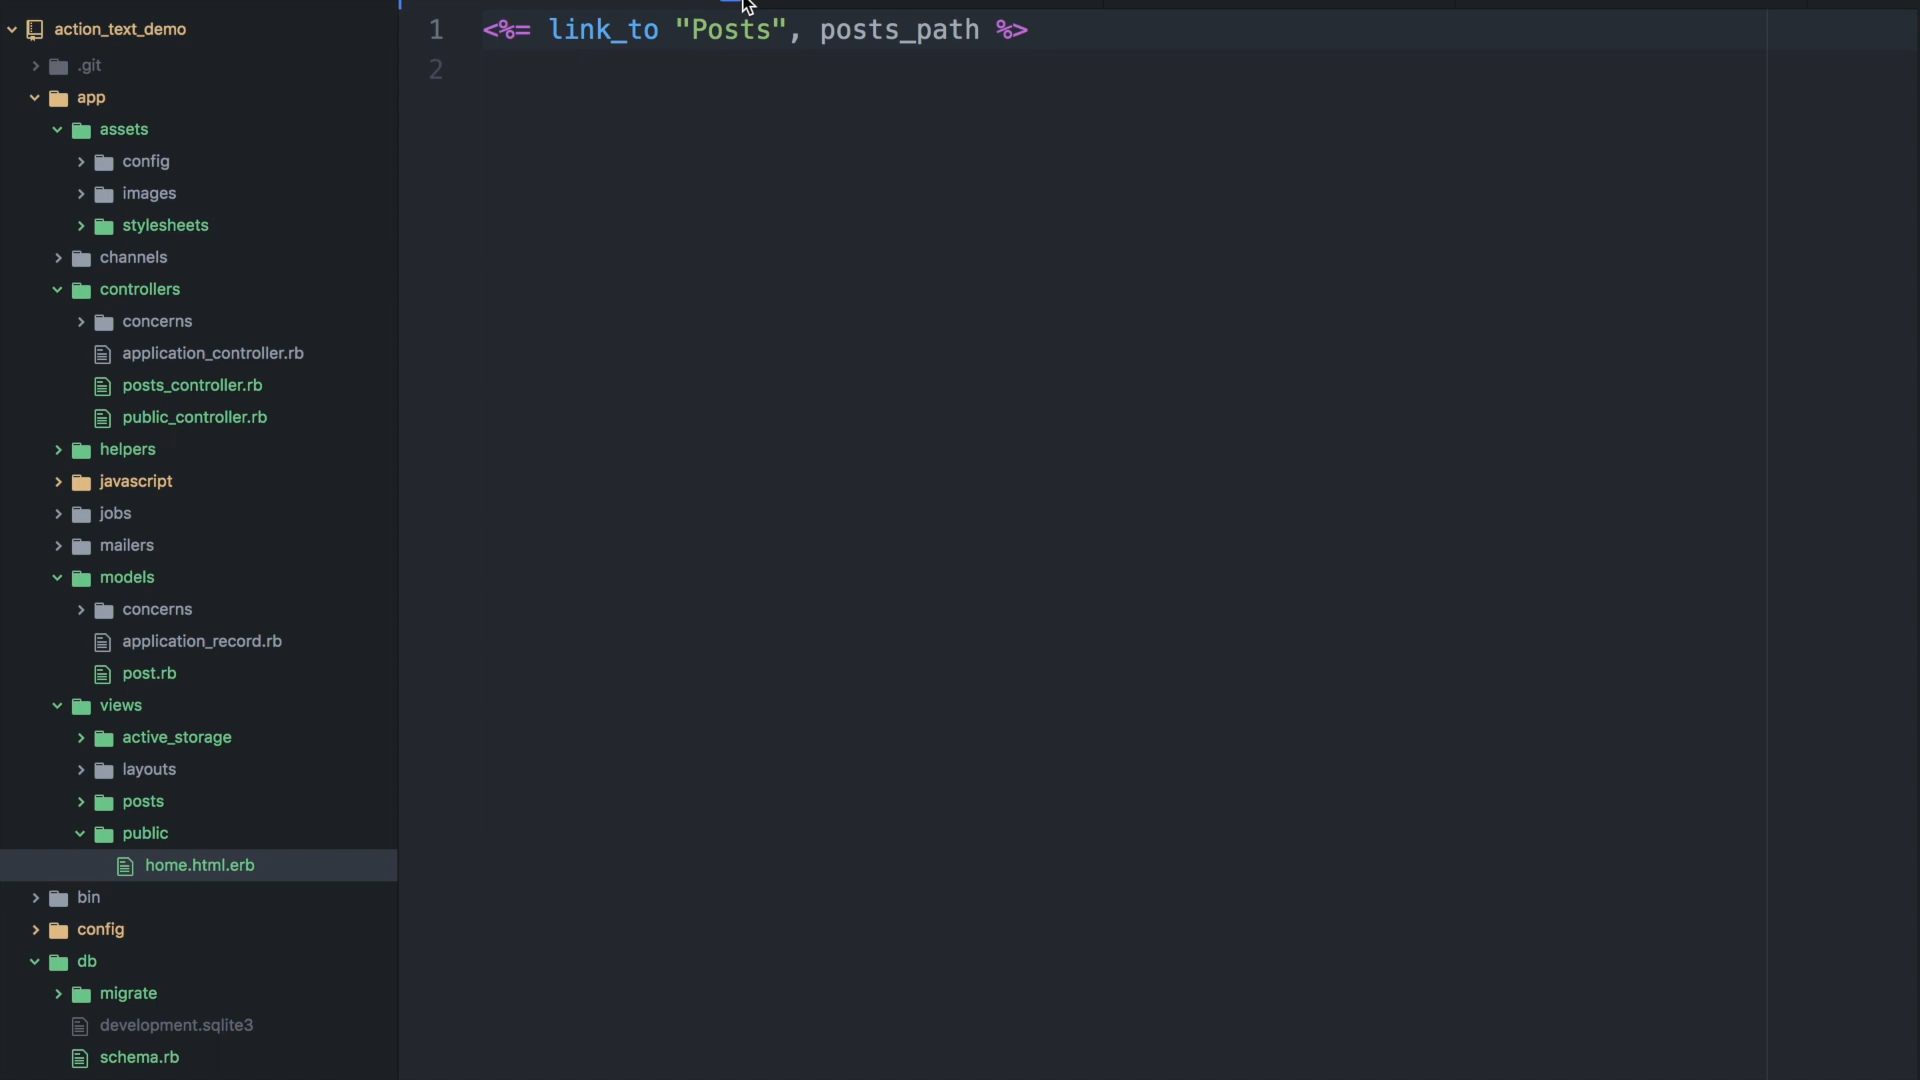 action_text_demo
.git
app
assets
config
images
stylesheets
channels
controllers
concerns
application_controller.rb
posts_controller.rb
public_controller.rb
helpers
javascript
jobs
mailers
models
concerns
application_record.rb
post.rb
views
active_storage
layouts
posts
public
home.html.erb
bin
config
db
migrate
development.sqlite3
schema.rb
1 <%= link_to "Posts", posts_path %>
2